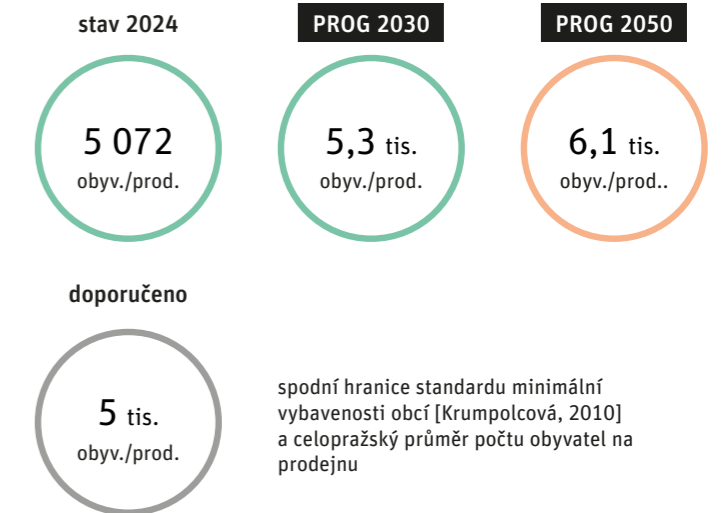 stav 2024
PROG 2030
PROG 2050
5 072
obyv./prod.
5,3 tis.
obyv./prod.
6,1 tis.
obyv./prod..
doporučeno
5 tis.
obyv./prod.
spodní hranice standardu minimální
vybavenosti obcí [Krumpolcová, 2010]
a celopražský průměr počtu obyvatel na
prodejnu